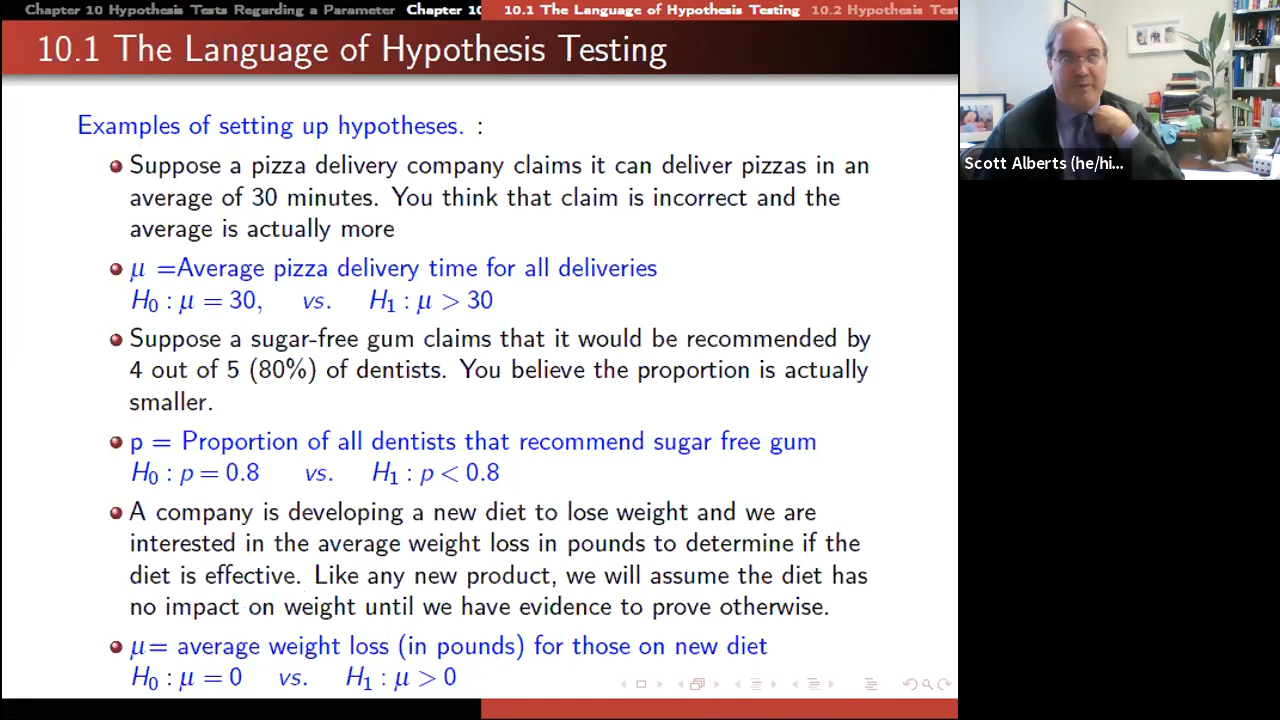 Chapter 10 Hypothesis Tests Regarding a Parameter Chapter 10
10.1 The Language of Hypothesis Testing 10.2 Hypothesis Test
10.1 The Language of Hypothesis Testing
Examples of setting up hypotheses. :
Suppose a pizza delivery company claims it can deliver pizzas in an
average of 30 minutes. You think that claim is incorrect and the
average is actually more
μ =Average pizza delivery time for all deliveries
H₀ : μ = 30, vs. H₁ : μ > 30
Suppose a sugar-free gum claims that it would be recommended by
4 out of 5 (80%) of dentists. You believe the proportion is actually
smaller.
p = Proportion of all dentists that recommend sugar free gum
H₀ : p = 0.8 vs. H₁ : p < 0.8
A company is developing a new diet to lose weight and we are
interested in the average weight loss in pounds to determine if the
diet is effective. Like any new product, we will assume the diet has
no impact on weight until we have evidence to prove otherwise.
μ= average weight loss (in pounds) for those on new diet
H₀ : μ = 0 vs. H₁ : μ > 0
Scott Alberts (he/hi...